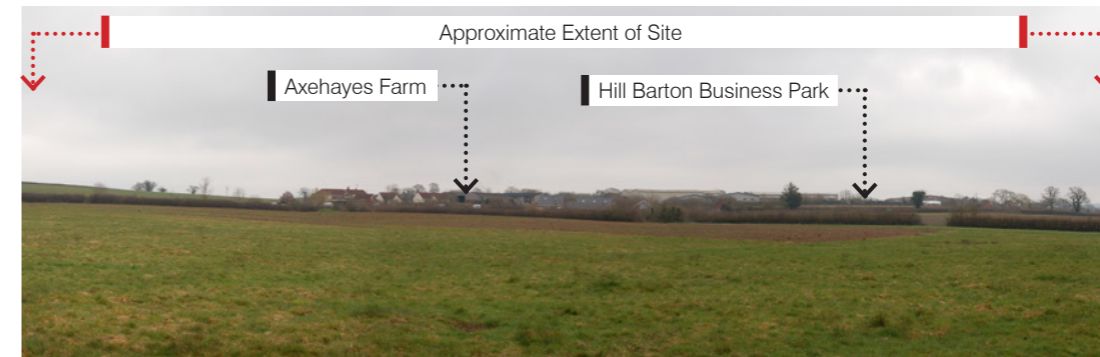 Approximate Extent of Site
Axehayes Farm
Hill Barton Business Park